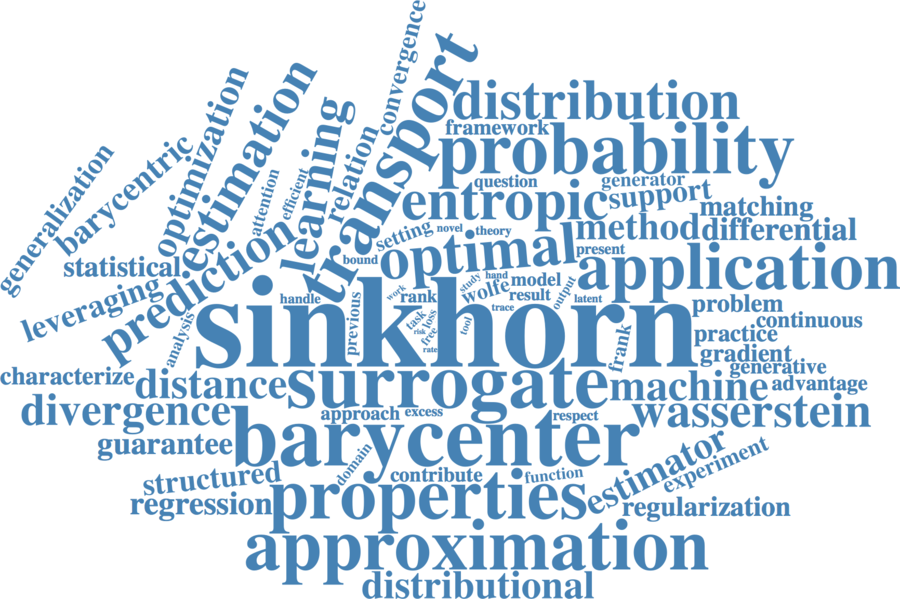 convergence
transport
optimization
estimation
learning
relation
distribution
framework
probability
generalization
barycentric
attention
efficient
question
generator
entropic
support
matching
setting
novel
theory
method
differential
statistical
prediction
bound
optimal
present
application
leveraging
handle
work
rank
study
hand
wolfe
model
result
output
latent
trace
sinkhorn
problem
analysis
previous
task
loss
risk
free
rate
tool
frank
continuous
practice
gradient
generative
characterize
distance
surrogate
machine
advantage
divergence
approach
excess
respect
wasserstein
guarantee
barycenter
domain
structured
contribute
function
estimator
experiment
regression
properties
regularization
approximation
distributional